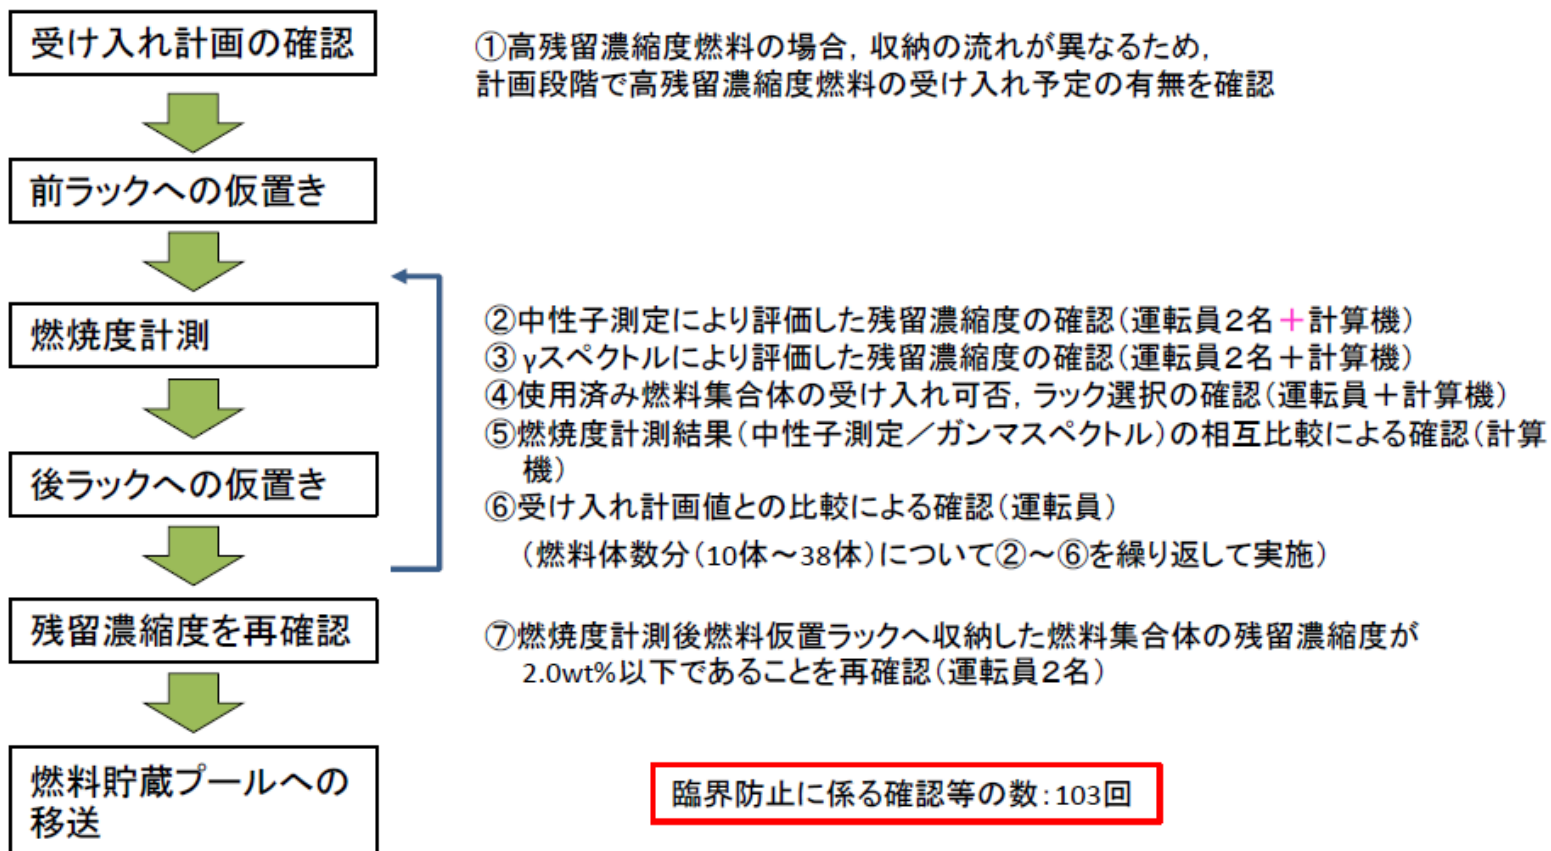 受け入れ計画の確認
①高残留濃縮度燃料の場合，収納の流れが異なるため，
計画段階で高残留濃縮度燃料の受け入れ予定の有無を確認
前ラックへの仮置き
燃焼度計測
②中性子測定により評価した残留濃縮度の確認（運転員２名＋計算機）
③γスペクトルにより評価した残留濃縮度の確認（運転員２名＋計算機）
④使用済み燃料集合体の受け入れ可否，ラック選択の確認（運転員＋計算機）
⑤燃焼度計測結果（中性子測定／ガンマスペクトル）の相互比較による確認（計算
機）
⑥受け入れ計画値との比較による確認（運転員）
（燃料体数分（10体～38体）について②～⑥を繰り返して実施）
後ラックへの仮置き
残留濃縮度を再確認
⑦燃焼度計測後燃料仮置ラックへ収納した燃料集合体の残留濃縮度が
2.0wt%以下であることを再確認（運転員２名）
燃料貯蔵プールへの
移送
臨界防止に係る確認等の数：103回